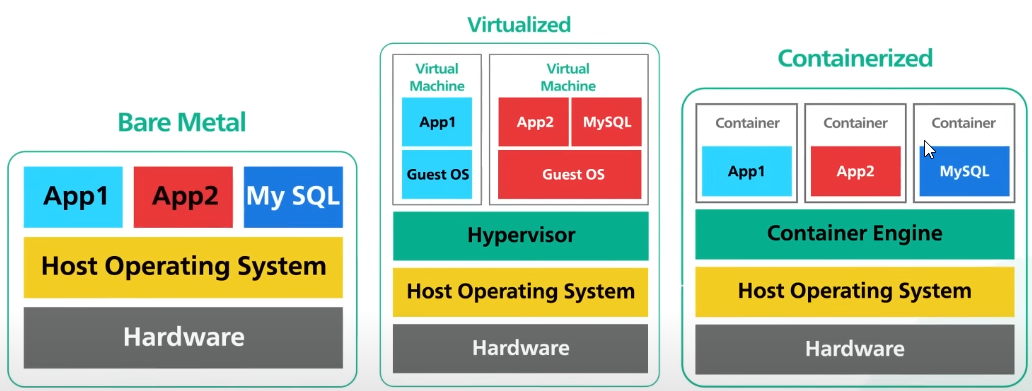 Bare Metal
App1
App2
My SQL
Host Operating System
Hardware
Virtualized
Virtual
Machine
App1
Guest OS
Virtual
Machine
App2
MySQL
Guest OS
Hypervisor
Host Operating System
Hardware
Containerized
Container
App1
Container
App2
Container
MySQL
Container Engine
Host Operating System
Hardware